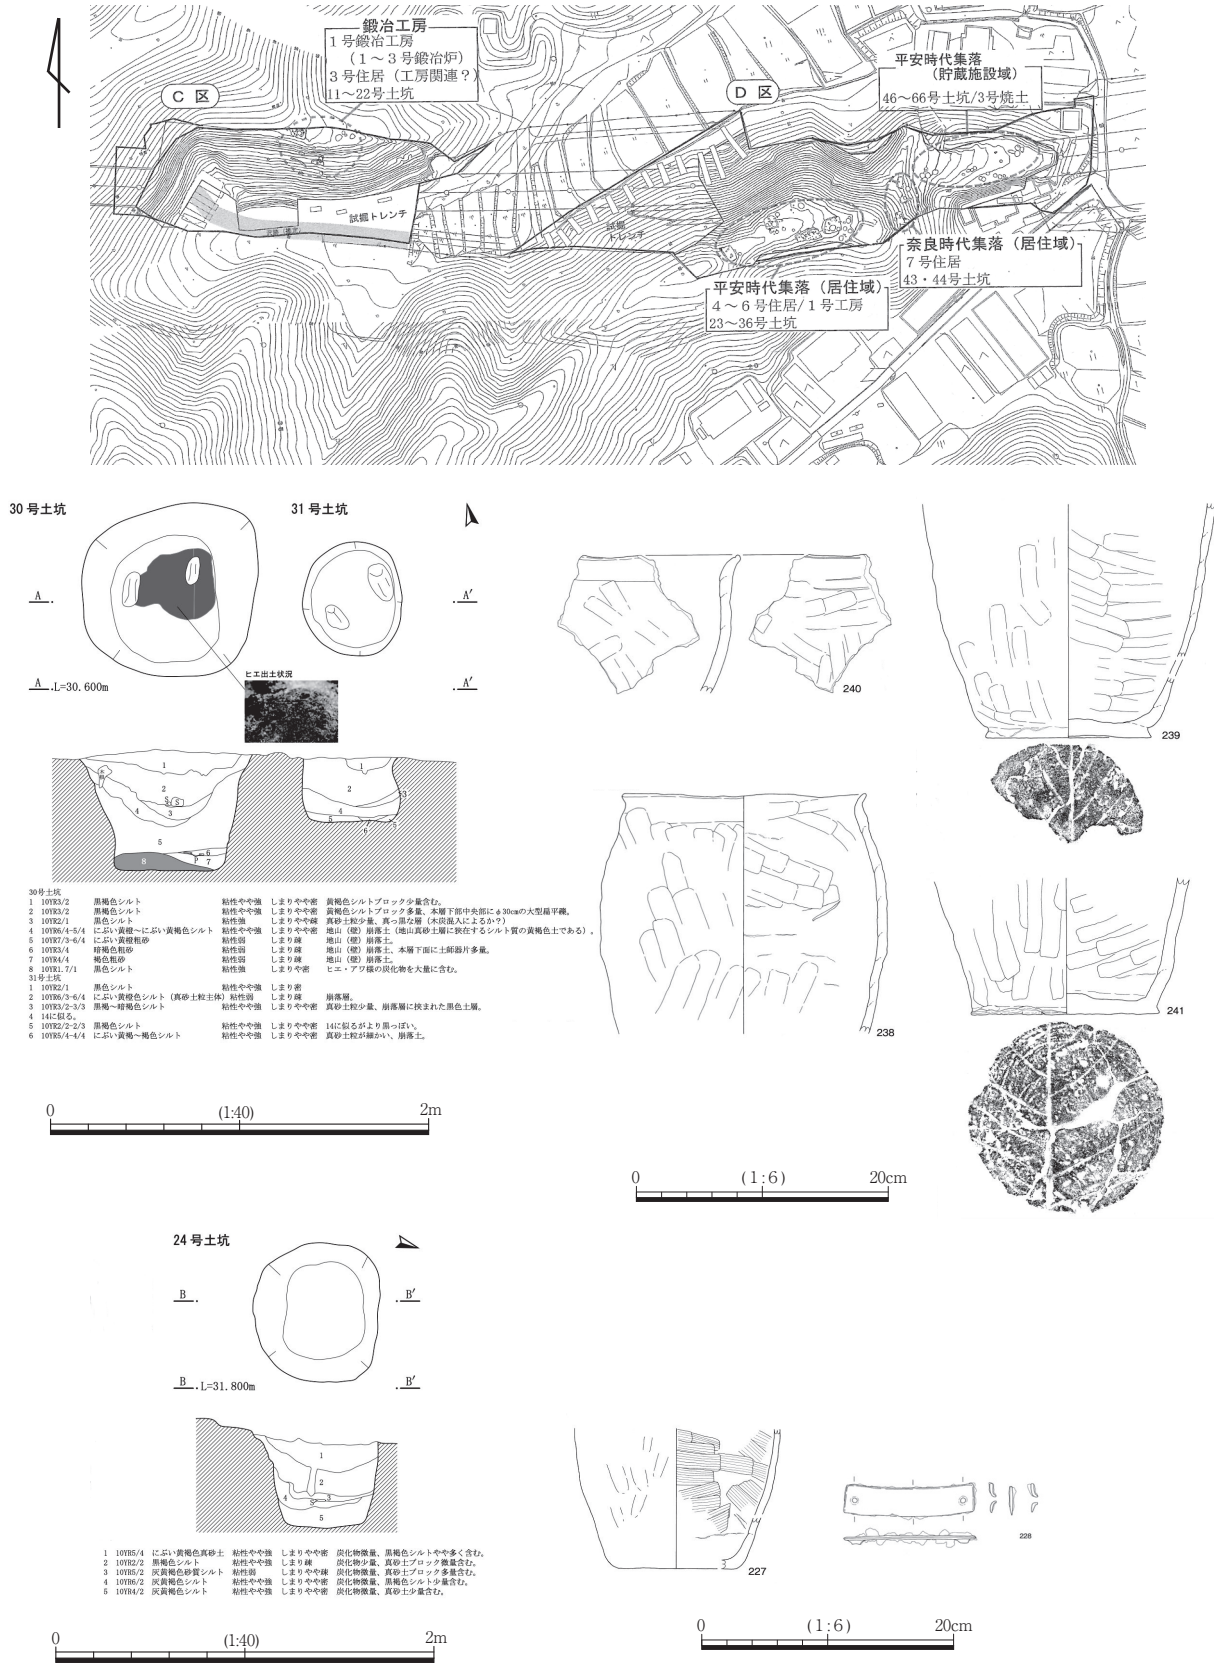 鍛冶工房
1号鍛冶工房
（1～3号鍛冶炉）
3号住居（工房関連？）
11～22号土坑
C 区
D 区
平安時代集落
（貯蔵施設域）
46～66号土坑/3号焼土
試掘トレンチ
試掘
トレンチ
奈良時代集落（居住域）
7号住居
43・44号土坑
平安時代集落（居住域）
4～6号住居/1号工房
23～36号土坑
30号土坑
31号土坑
A
A′
A L=30.600m
A′
ヒエ出土状況
1
2
3
4
5
6
7
8
S
1
2
3
4
5
6
30号土坑
1 10YR3/2 黒褐色シルト 粘性やや強 しまりやや密 黄褐色シルトブロック少量含む。
2 10YR3/2 黒褐色シルト 粘性やや強 しまりやや密 黄褐色シルトブロック多量、本層下部中央部にφ30cmの大型扁平礫。
3 10YR2/1 黒色シルト 粘性強 しまりやや疎 真砂土粒少量、真っ黒な層（木炭混入によるか？）
4 10YR6/4-5/4 にぶい黄橙～にぶい黄褐色シルト 粘性やや強 しまりやや密 地山（壁）崩落土（地山真砂土層に挟在するシルト質の黄褐色土である）。
5 10YR7/3-6/4 にぶい黄橙粗砂 粘性弱 しまり疎 地山（壁）崩落土。
6 10YR3/4 暗褐色粗砂 粘性弱 しまり疎 地山（壁）崩落土、本層下面に土師器片多量。
7 10YR4/4 褐色粗砂 粘性弱 しまり疎 地山（壁）崩落土。
8 10YR1.7/1 黒色シルト 粘性強 しまりや密 ヒエ・アワ様の炭化物を大量に含む。
31号土坑
1 10YR2/1 黒色シルト 粘性やや強 しまり密
2 10YR6/3-6/4 にぶい黄橙色シルト（真砂土粒主体） 粘性弱 しまり疎 崩落層。
3 10YR3/2-3/3 黒褐～暗褐色シルト 粘性やや強 しまりやや密 真砂土粒少量、崩落層に挟まれた黒色土層。
4 14に似る。
5 10YR2/2-2/3 黒褐色シルト 粘性やや強 しまりやや密 14に似るがより黒っぽい。
6 10YR5/4-4/4 にぶい黄褐～褐色シルト 粘性やや強 しまりやや密 真砂土粒が細かい、崩落土。
0 (1:40) 2m
240
239
238
241
0 (1:6) 20cm
24号土坑
B
B′
B L=31.800m
B′
1
2
3
4
5
S
1 10YR5/4 にぶい黄褐色真砂土 粘性やや強 しまりやや密 炭化物微量、黒褐色シルトやや多く含む。
2 10YR2/2 黒褐色シルト 粘性やや強 しまり疎 炭化物少量、真砂土ブロック微量含む。
3 10YR5/2 灰黄褐色砂質シルト 粘性弱 しまりやや疎 炭化物微量、真砂土ブロック多量含む。
4 10YR6/2 灰黄褐色シルト 粘性やや強 しまりやや密 炭化物微量、黒褐色シルト少量含む。
5 10YR4/2 灰黄褐色シルト 粘性やや強 しまりやや密 炭化物微量、真砂土少量含む。
0 (1:40) 2m
227
228
0 (1:6) 20cm